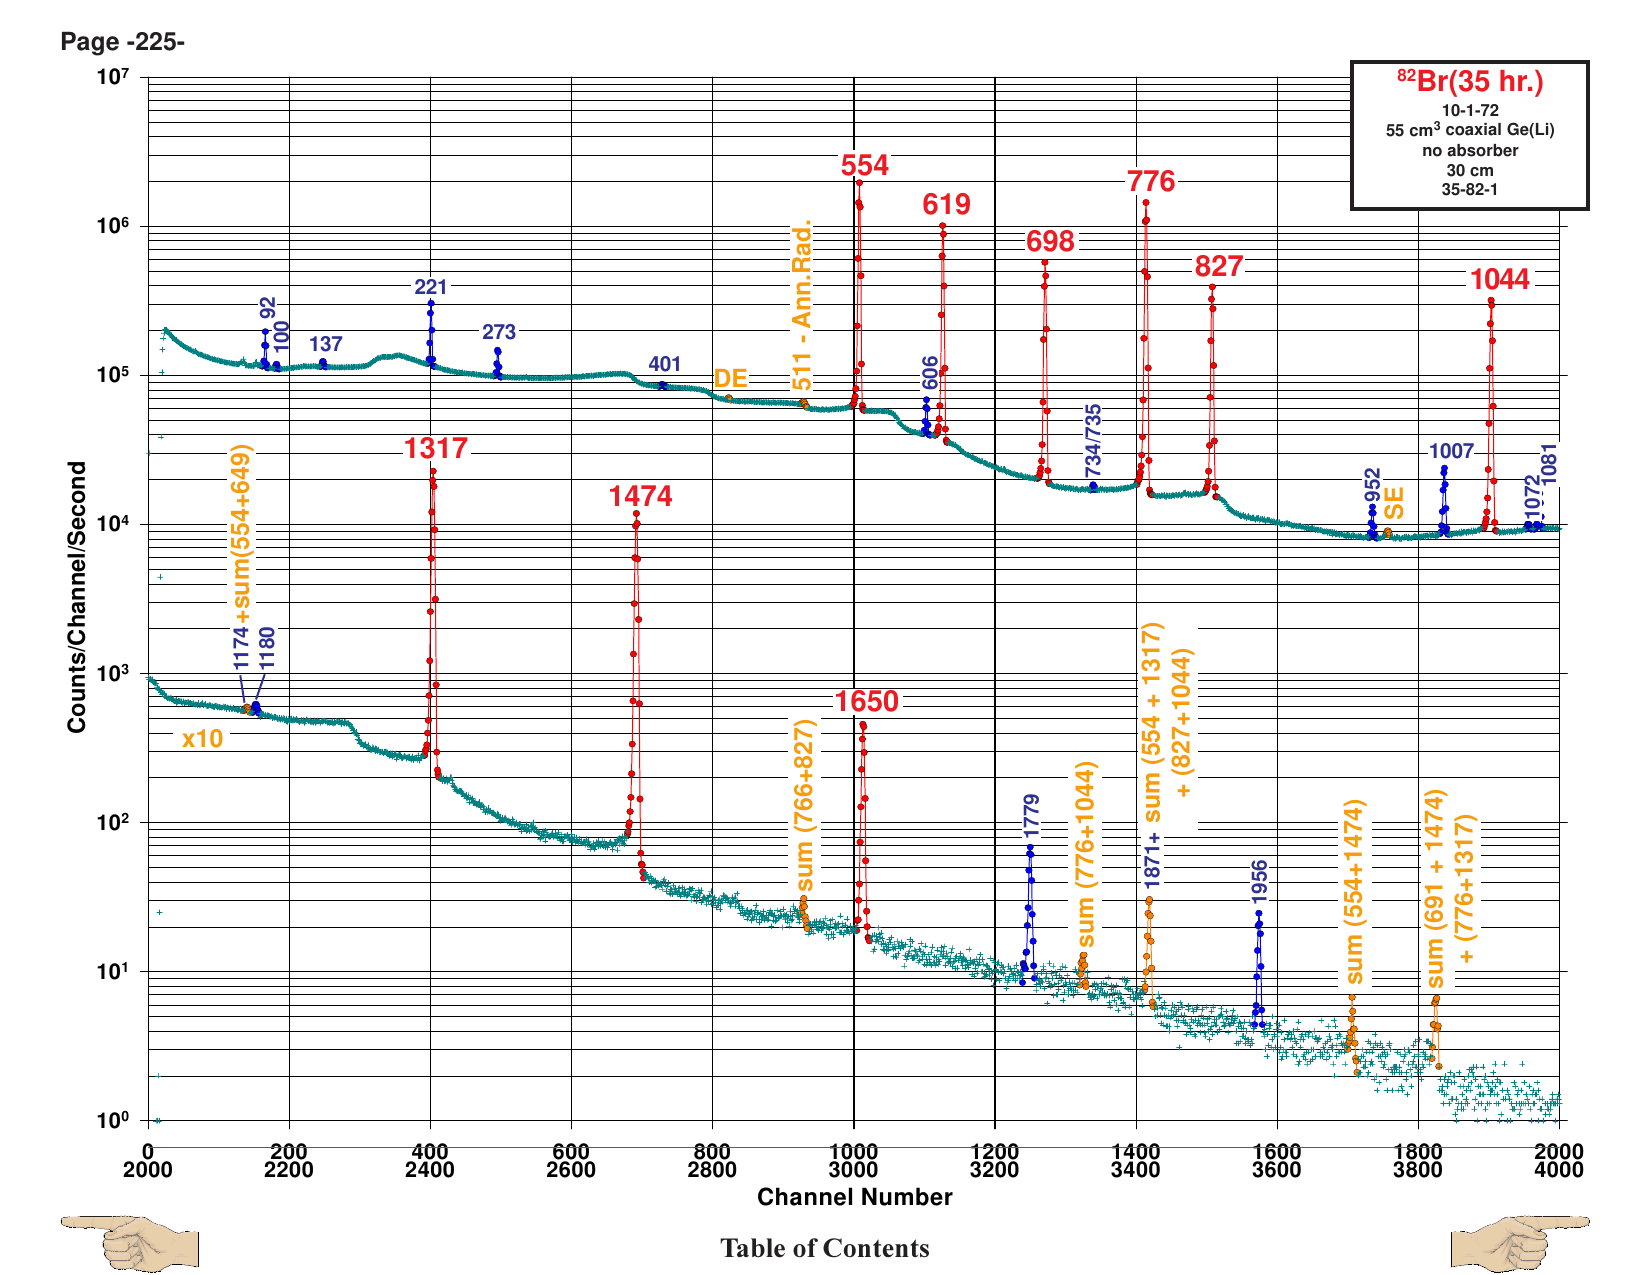 Page -225-
⁸²Br(35 hr.)
10-1-72
55 cm³ coaxial Ge(Li)
no absorber
30 cm
35-82-1
Counts/Channel/Second
10⁷
10⁶
10⁵
10⁴
10³
10²
10¹
10⁰
92
100
137
221
273
401
DE
511 - Ann.Rad.
554
606
619
698
734/735
776
827
952
SE
1007
1044
1072
1081
1174 +sum(554+649)
1180
x10
1317
1474
sum (766+827)
1650
1779
sum (776+1044)
1871+ sum (554 + 1317)
+ (827+1044)
1956
sum (554+1474)
sum (691 + 1474)
+ (776+1317)
0 200 400 600 800 1000 1200 1400 1600 1800 2000
2000 2200 2400 2600 2800 3000 3200 3400 3600 3800 4000
Channel Number
Table of Contents